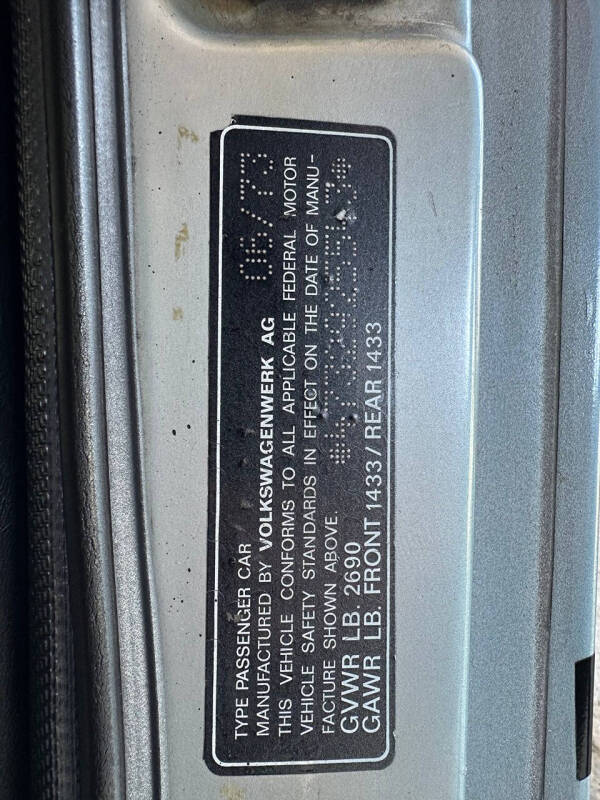 TYPE PASSENGER CAR
MANUFACTURED BY VOLKSWAGENWERK AG 06/73
THIS VEHICLE CONFORMS TO ALL APPLICABLE FEDERAL MOTOR
VEHICLE SAFETY STANDARDS IN EFFECT ON THE DATE OF MANU-
FACTURE SHOWN ABOVE.
GVWR LB. 2690
GAWR LB. FRONT 1433 / REAR 1433